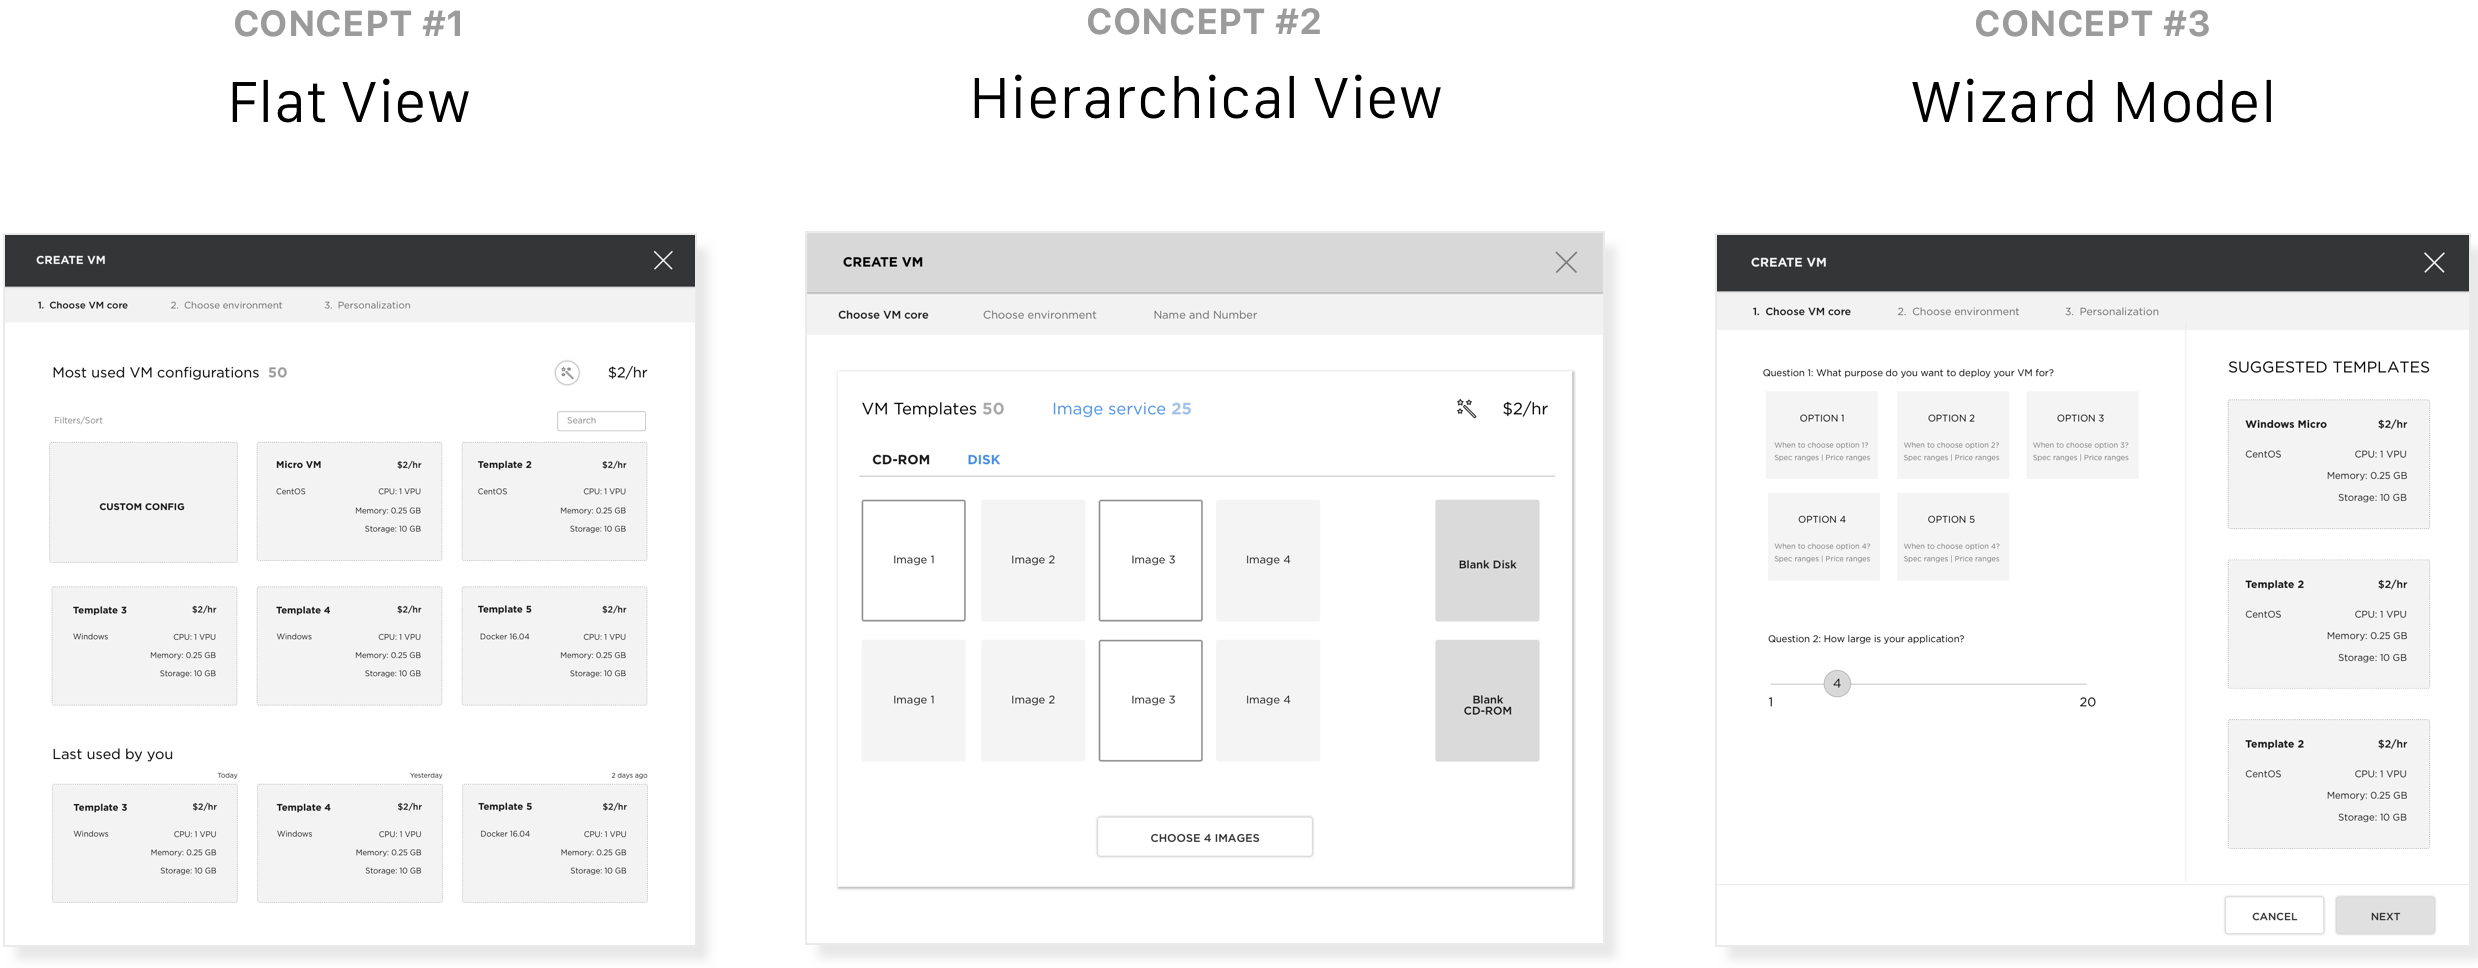 CONCEPT #1
Flat View
CREATE VM
1. Choose VM core 2. Choose environment 3. Personalization
Most used VM configurations 50 $2/hr
Filters/Sort Search
CUSTOM CONFIG
Micro VM $2/hr
CentOS CPU: 1 VPU
Memory: 0.25 GB
Storage: 10 GB
Template 2 $2/hr
CentOS CPU: 1 VPU
Memory: 0.25 GB
Storage: 10 GB
Template 3 $2/hr
Windows CPU: 1 VPU
Memory: 0.25 GB
Storage: 10 GB
Template 4 $2/hr
Windows CPU: 1 VPU
Memory: 0.25 GB
Storage: 10 GB
Template 5 $2/hr
Docker 16.04 CPU: 1 VPU
Memory: 0.25 GB
Storage: 10 GB
Last used by you
Today
Template 3 $2/hr
Windows CPU: 1 VPU
Memory: 0.25 GB
Storage: 10 GB
Yesterday
Template 4 $2/hr
Windows CPU: 1 VPU
Memory: 0.25 GB
Storage: 10 GB
2 days ago
Template 5 $2/hr
Docker 16.04 CPU: 1 VPU
Memory: 0.25 GB
Storage: 10 GB
CONCEPT #2
Hierarchical View
CREATE VM
Choose VM core Choose environment Name and Number
VM Templates 50 Image service 25 $2/hr
CD-ROM DISK
Image 1 Image 2 Image 3 Image 4 Blank Disk
Image 1 Image 2 Image 3 Image 4 Blank
CD-ROM
CHOOSE 4 IMAGES
CONCEPT #3
Wizard Model
CREATE VM
1. Choose VM core 2. Choose environment 3. Personalization
Question 1: What purpose do you want to deploy your VM for?
OPTION 1
When to choose option 1?
Spec ranges | Price ranges
OPTION 2
When to choose option 2?
Spec ranges | Price ranges
OPTION 3
When to choose option 3?
Spec ranges | Price ranges
OPTION 4
When to choose option 4?
Spec ranges | Price ranges
OPTION 5
When to choose option 4?
Spec ranges | Price ranges
Question 2: How large is your application?
4
1 20
SUGGESTED TEMPLATES
Windows Micro $2/hr
CentOS CPU: 1 VPU
Memory: 0.25 GB
Storage: 10 GB
Template 2 $2/hr
CentOS CPU: 1 VPU
Memory: 0.25 GB
Storage: 10 GB
Template 2 $2/hr
CentOS CPU: 1 VPU
Memory: 0.25 GB
Storage: 10 GB
CANCEL NEXT